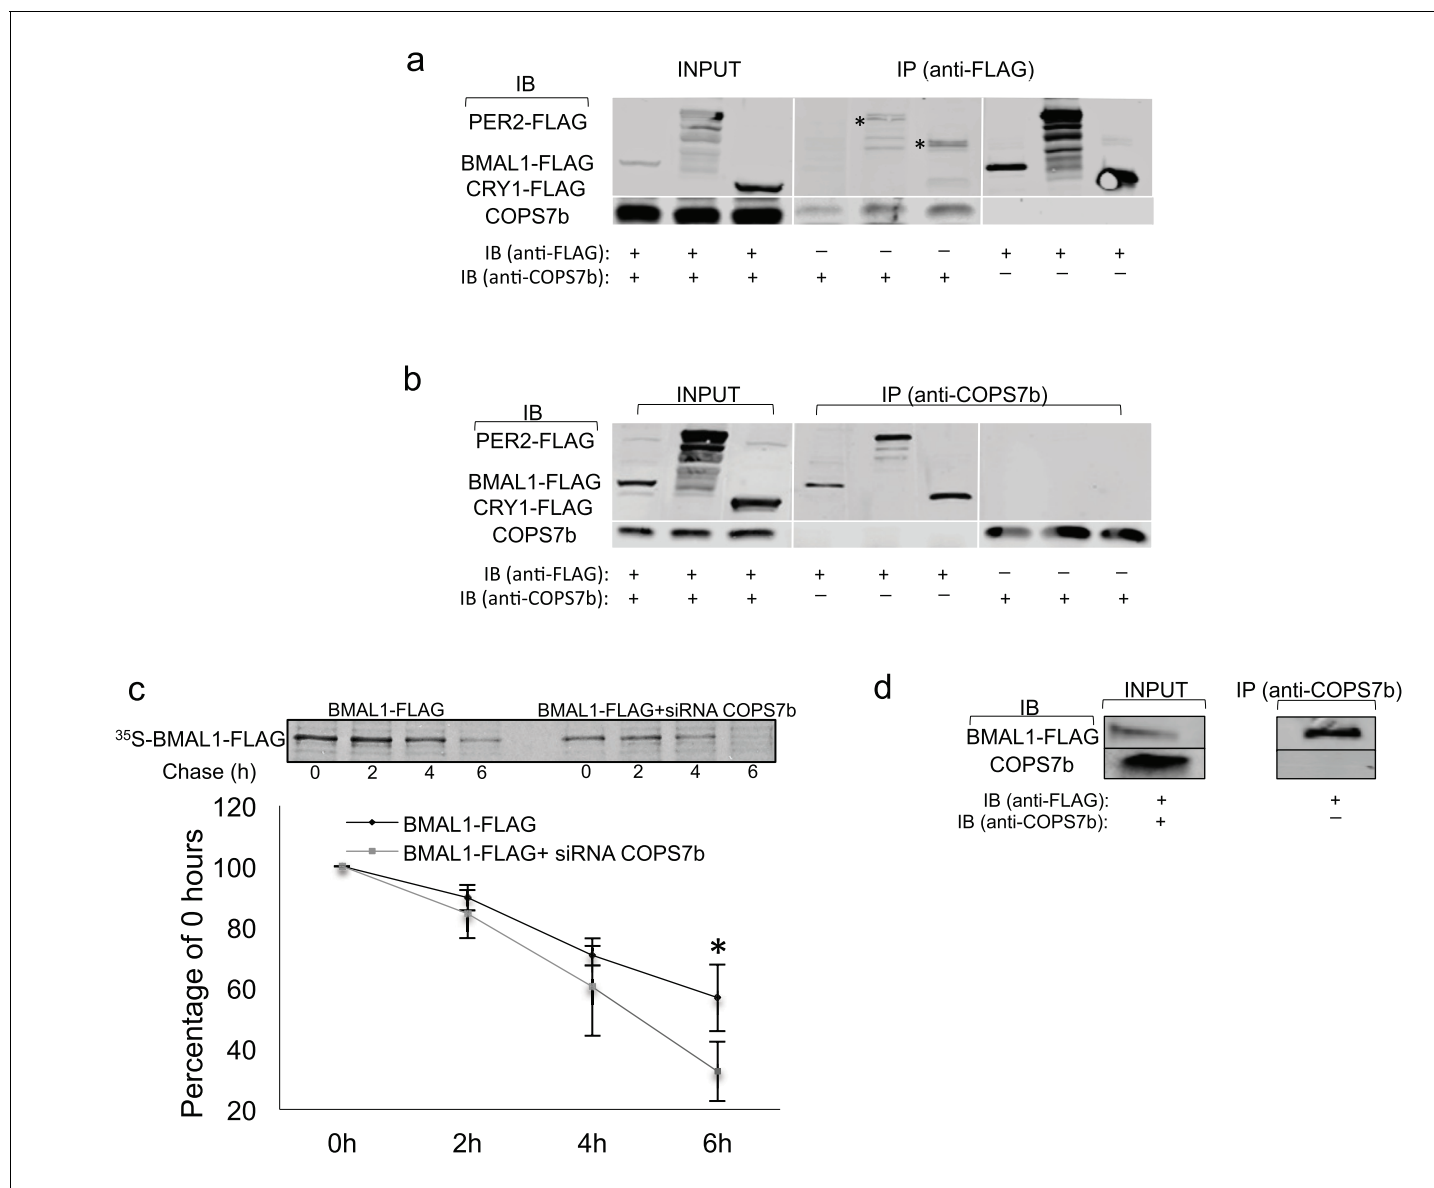 a
INPUT
IP (anti-FLAG)
IB
PER2-FLAG
*
*
BMAL1-FLAG
CRY1-FLAG
COPS7b
IB (anti-FLAG): + + + – – – + + +
IB (anti-COPS7b): + + + + + + – – –
b
INPUT
IP (anti-COPS7b)
IB
PER2-FLAG
BMAL1-FLAG
CRY1-FLAG
COPS7b
IB (anti-FLAG): + + + + + + – – –
IB (anti-COPS7b): + + + – – – + + +
c
BMAL1-FLAG
BMAL1-FLAG+siRNA COPS7b
35S-BMAL1-FLAG
Chase (h) 0 2 4 6 0 2 4 6
120
100
80
60
40
20
Percentage of 0 hours
BMAL1-FLAG
BMAL1-FLAG+ siRNA COPS7b
*
0h 2h 4h 6h
d
INPUT
IP (anti-COPS7b)
IB
BMAL1-FLAG
COPS7b
IB (anti-FLAG): + +
IB (anti-COPS7b): + –